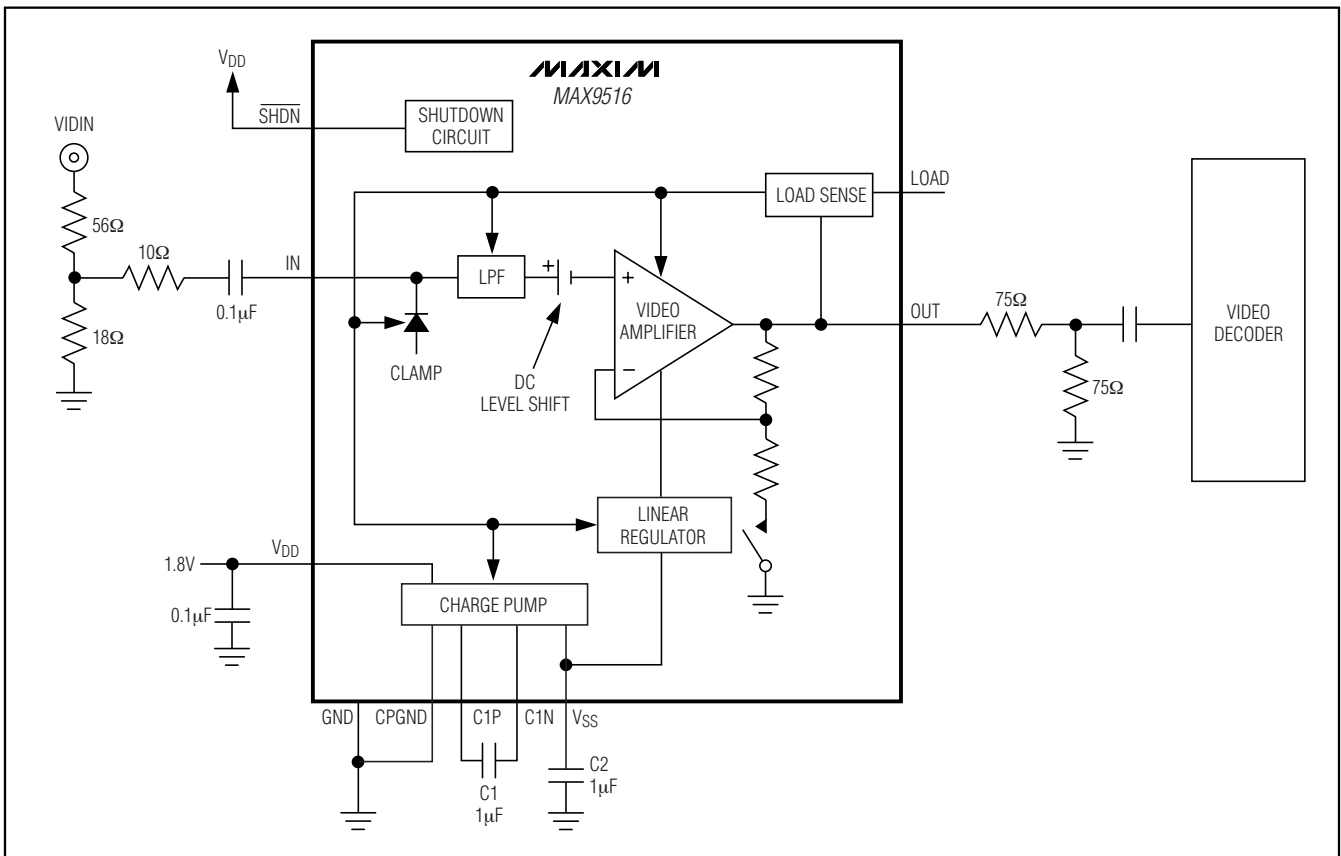 VDD
MAXIM
MAX9516
SHDN
SHUTDOWN
CIRCUIT
VIDIN
LOAD SENSE
LOAD
56Ω
10Ω
IN
LPF
+
+
VIDEO
AMPLIFIER
OUT
75Ω
VIDEO
DECODER
0.1µF
18Ω
CLAMP
DC
LEVEL SHIFT
−
75Ω
LINEAR
REGULATOR
1.8V
VDD
CHARGE PUMP
0.1µF
GND
CPGND
C1P
C1N
VSS
C1
1µF
C2
1µF